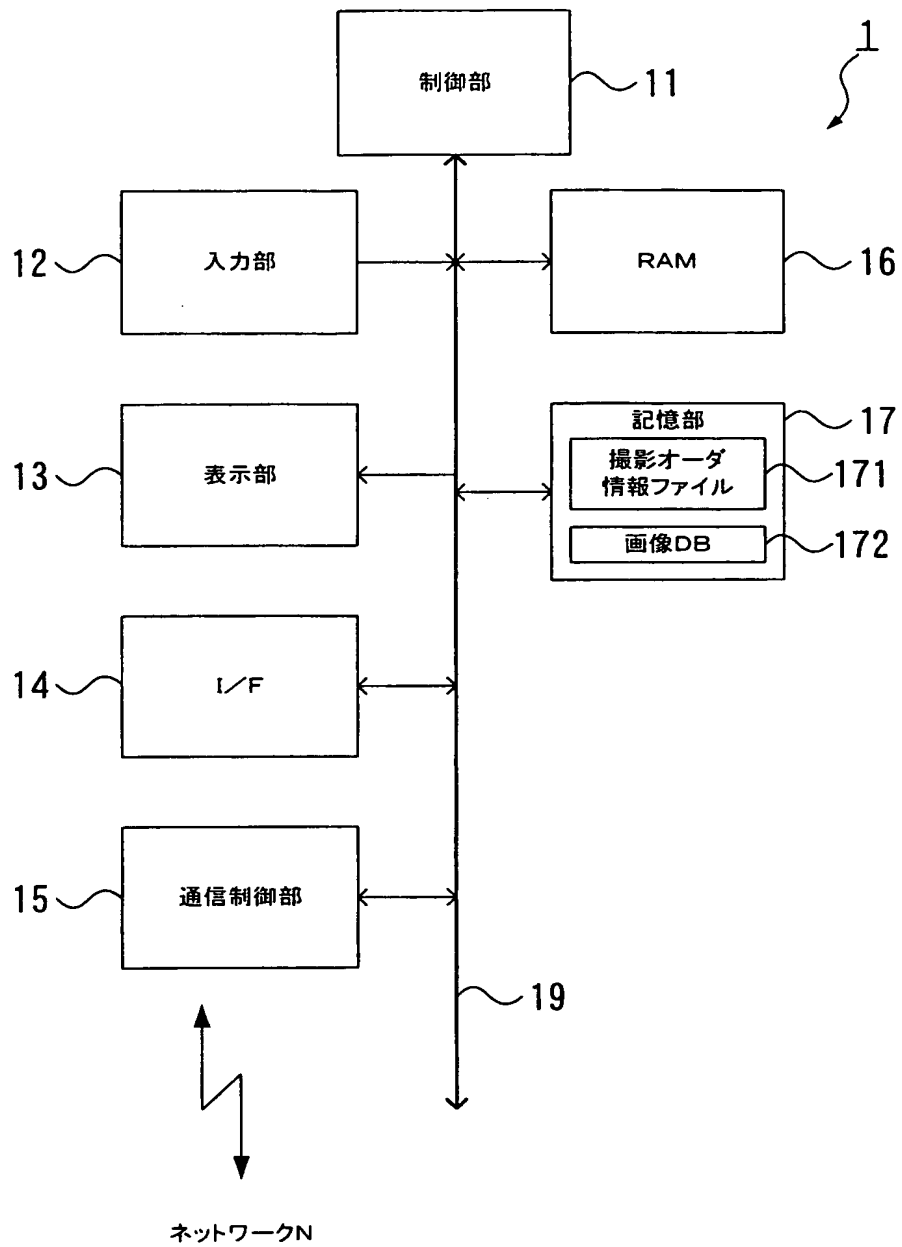 1
制御部
11
12
入力部
RAM
16
13
表示部
記憶部
17
撮影オーダ
情報ファイル
171
画像DB
172
14
I/F
15
通信制御部
19
ネットワークN